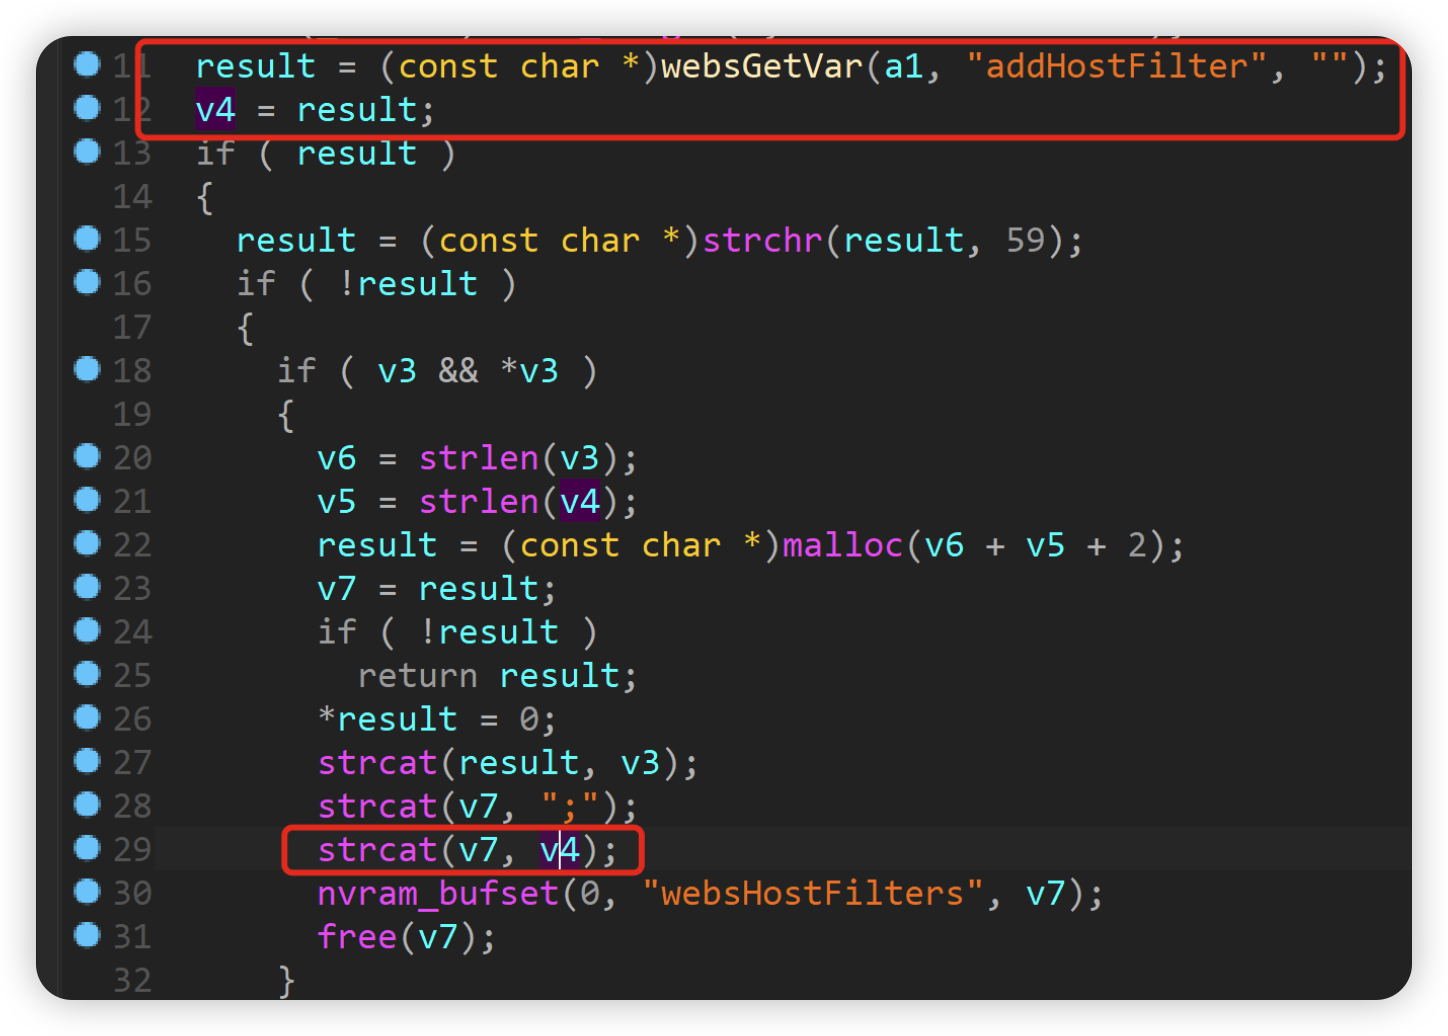 11 result = (const char *)websGetVar(a1, "addHostFilter", "");
12 v4 = result;
13 if ( result )
14 {
15 result = (const char *)strchr(result, 59);
16 if ( !result )
17 {
18 if ( v3 && *v3 )
19 {
20 v6 = strlen(v3);
21 v5 = strlen(v4);
22 result = (const char *)malloc(v6 + v5 + 2);
23 v7 = result;
24 if ( !result )
25 return result;
26 *result = 0;
27 strcat(result, v3);
28 strcat(v7, ";");
29 strcat(v7, v4);
30 nvram_bufset(0, "websHostFilters", v7);
31 free(v7);
32 }